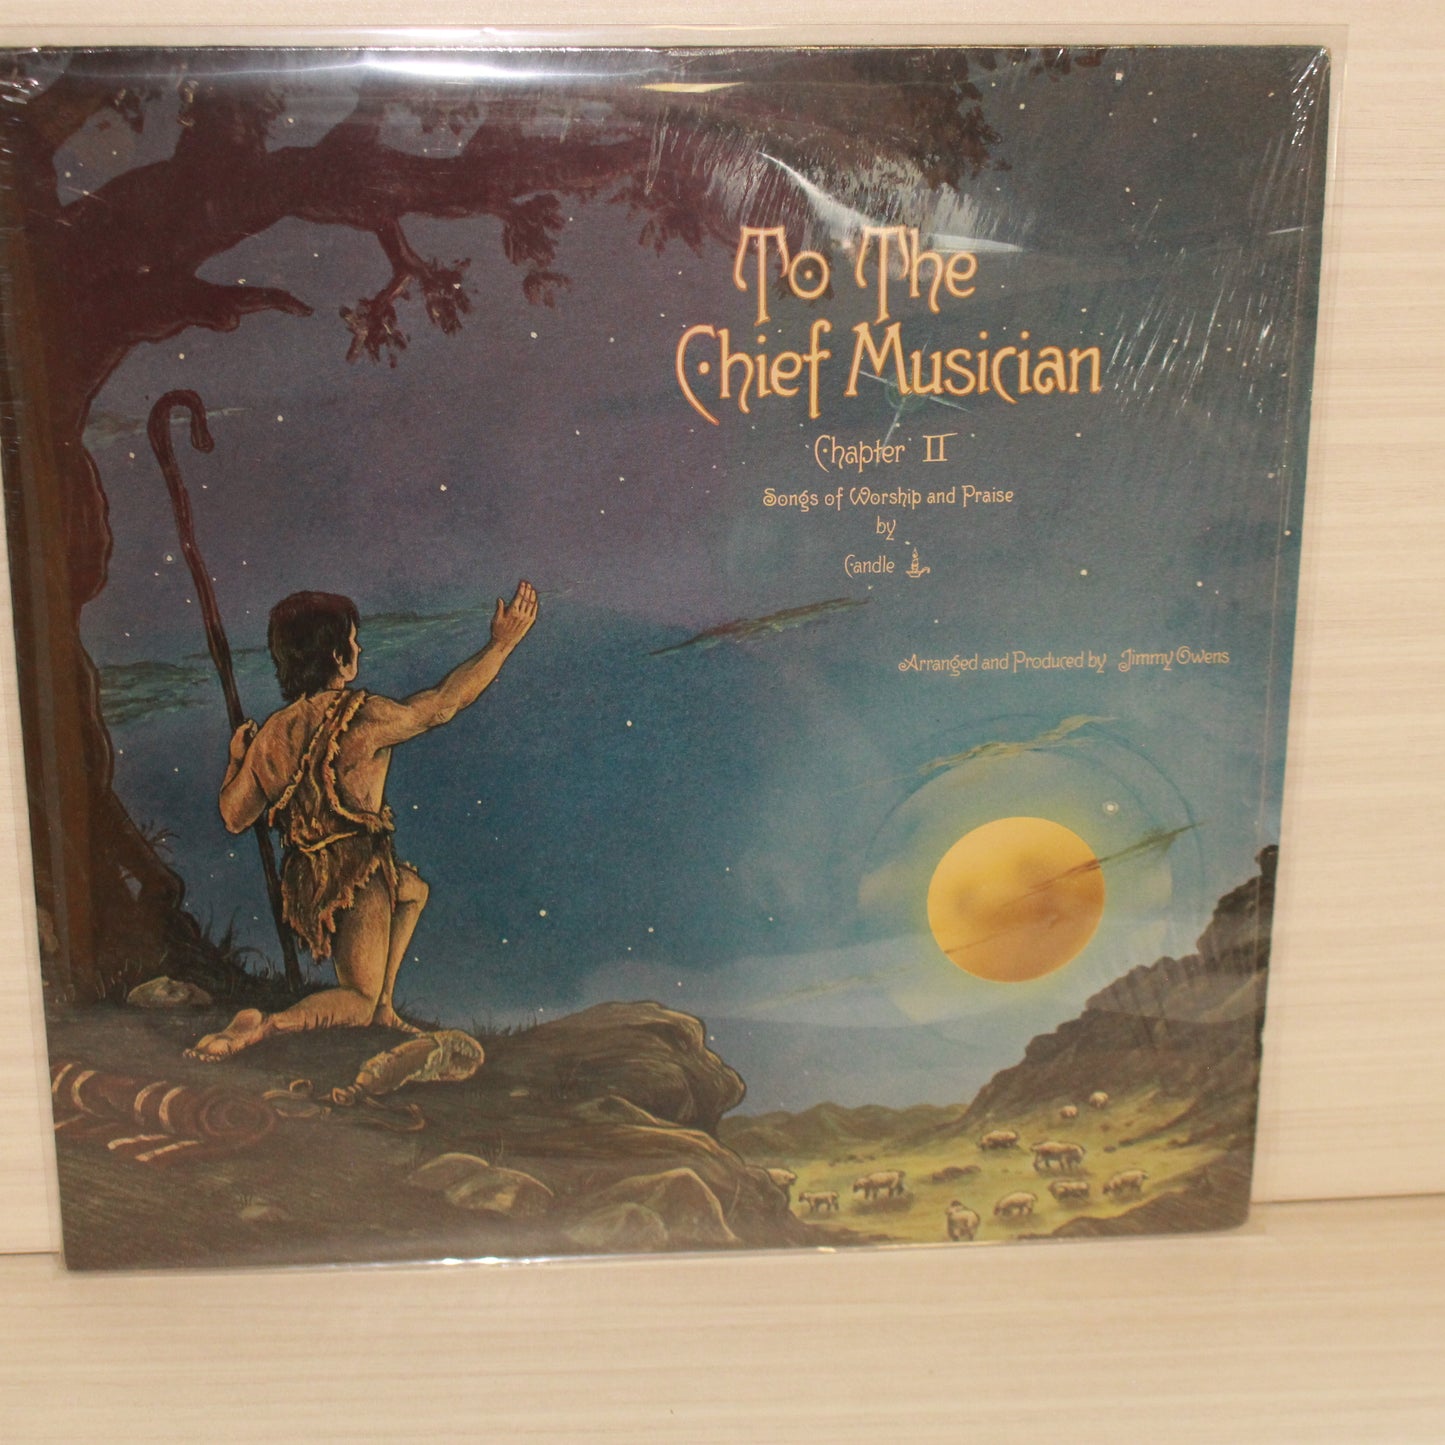 To The
Chief Musician
Chapter II
Songs of Worship and Praise
by
Candle
Arranged and Produced by Jimmy Owens